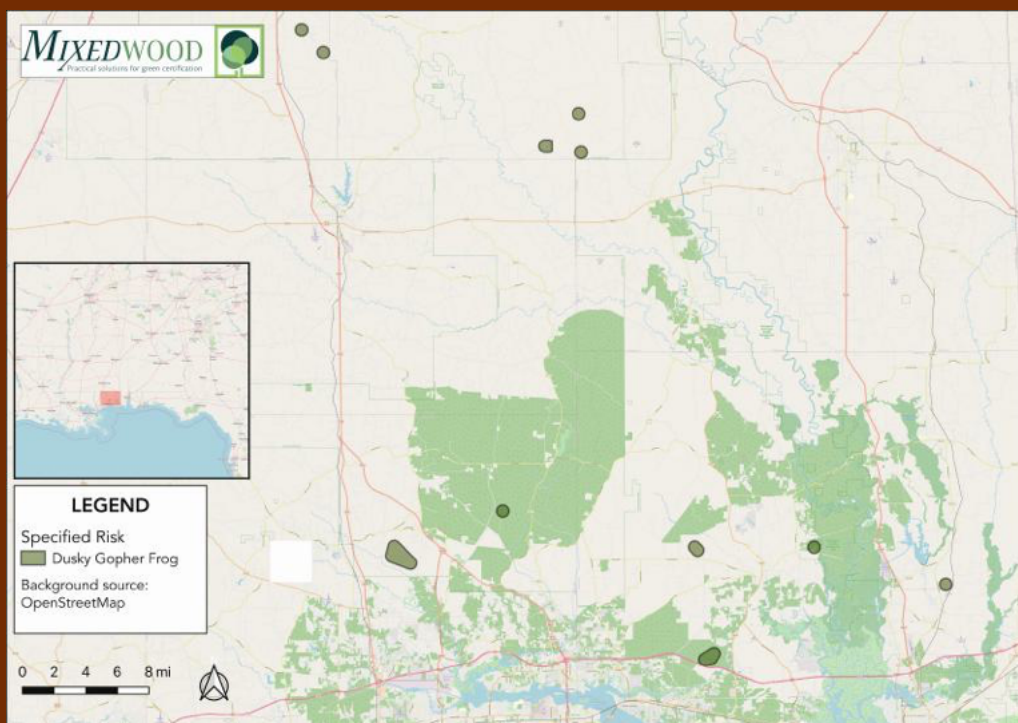 MIXEDWOOD
Practical solutions for green certification
LEGEND
Specified Risk
Dusky Gopher Frog
Background source:
OpenStreetMap
0 2 4 6 8 mi